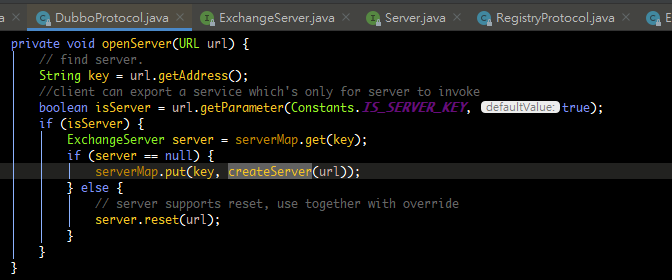 DubboProtocol.java × ExchangeServer.java × Server.java × RegistryProtocol.java ×
private void openServer(URL url) {
// find server.
String key = url.getAddress();
//client can export a service which's only for server to invoke
boolean isServer = url.getParameter(Constants.IS_SERVER_KEY, defaultValue: true);
if (isServer) {
ExchangeServer server = serverMap.get(key);
if (server == null) {
serverMap.put(key, createServer(url));
} else {
// server supports reset, use together with override
server.reset(url);
}
}
}